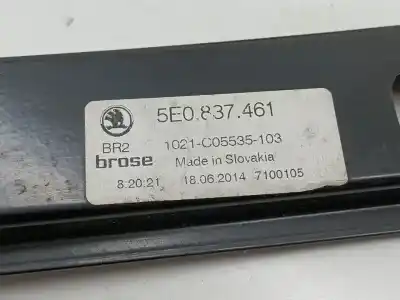 5E0.837.461
BR2 1021-C05535-103
brose Made in Slovakia
8:20:21 18.06.2014 7100105